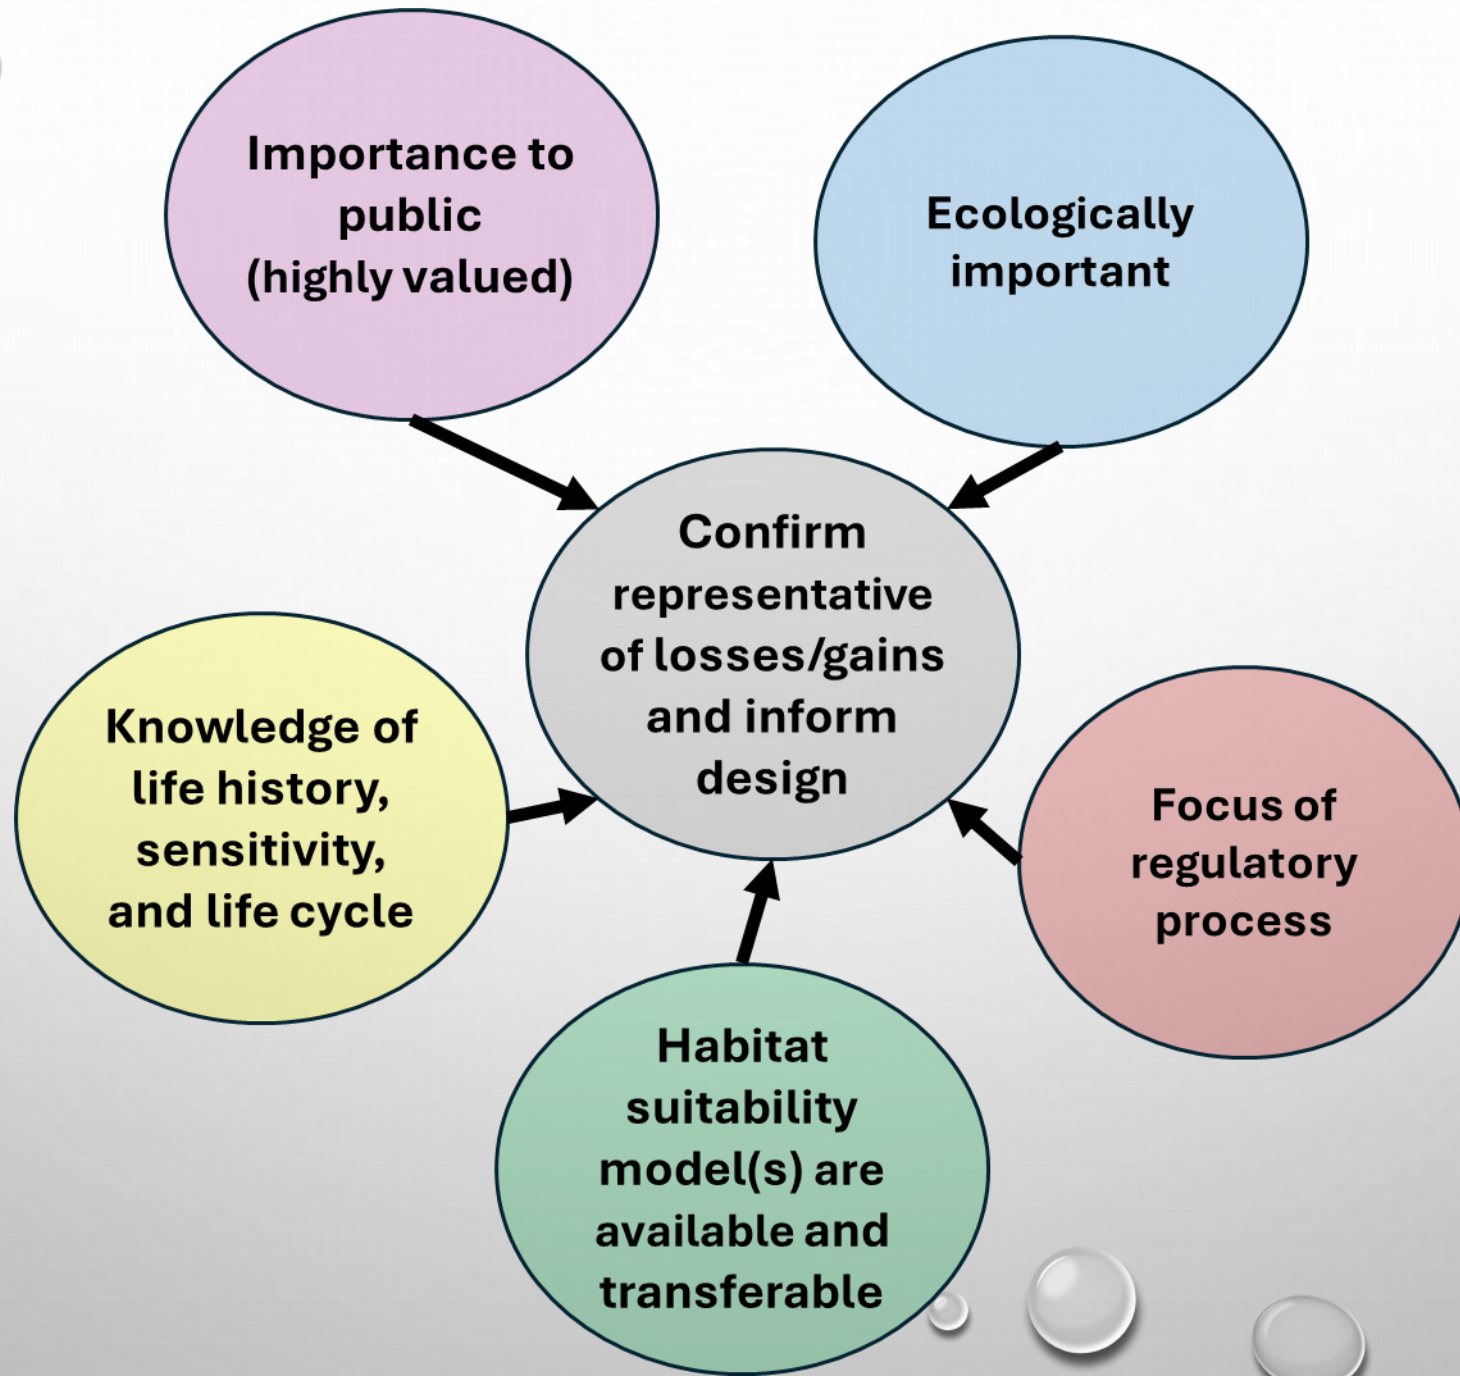 Importance to
public
(highly valued)
Ecologically
important
Confirm
representative
of losses/gains
and inform
design
Knowledge of
life history,
sensitivity,
and life cycle
Focus of
regulatory
process
Habitat
suitability
model(s) are
available and
transferable